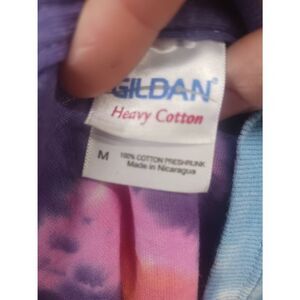 GILDAN®
Heavy Cotton
M 100% COTTON PRESHRUNK
Made in Nicaragua